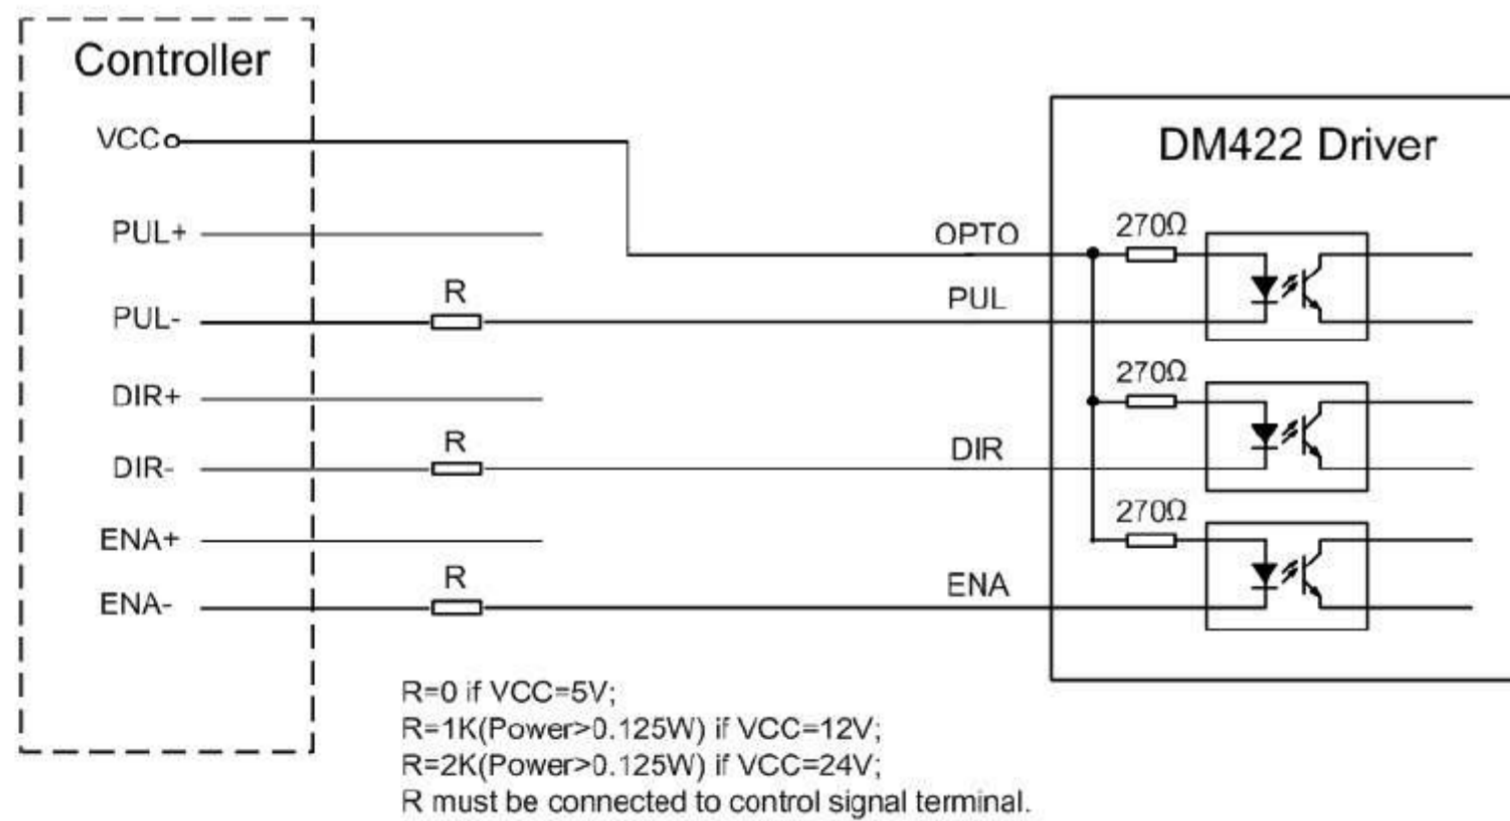 Controller
DM422 Driver
VCC
PUL+
OPTO
270Ω
R
PUL
PUL-
270Ω
DIR+
R
DIR
DIR-
270Ω
ENA+
R
ENA
ENA-
R=0 if VCC=5V;
R=1K(Power>0.125W) if VCC=12V;
R=2K(Power>0.125W) if VCC=24V;
R must be connected to control signal terminal.